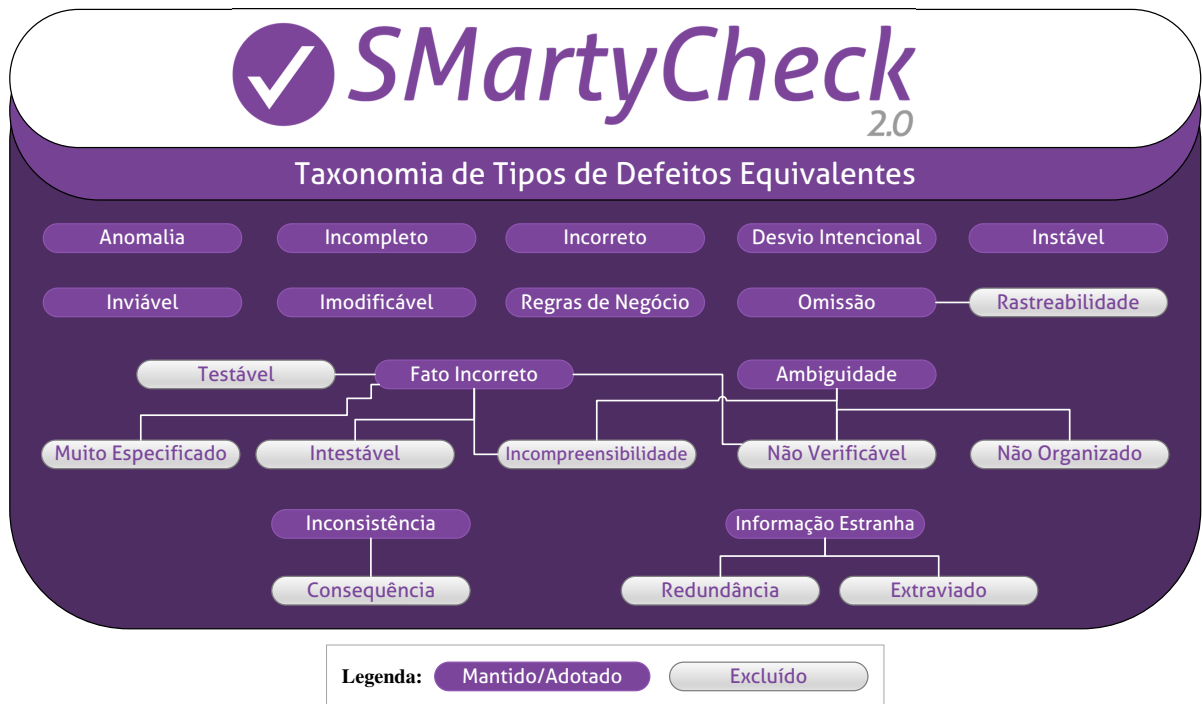 SMartyCheck
2.0
Taxonomia de Tipos de Defeitos Equivalentes
Anomalia
Incompleto
Incorreto
Desvio Intencional
Instável
Inviável
Imodificável
Regras de Negócio
Omissão
Rastreabilidade
Testável
Fato Incorreto
Ambiguidade
Muito Especificado
Intestável
Incompreensibilidade
Não Verificável
Não Organizado
Inconsistência
Informação Estranha
Consequência
Redundância
Extraviado
Legenda:
Mantido/Adotado
Excluído